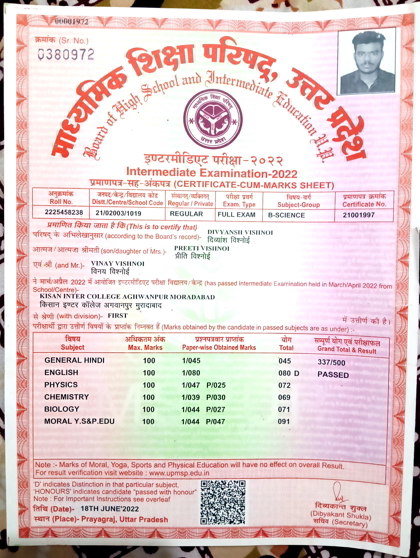 00001972
क्रमांक (Sr. No.)
0380972
माध्यमिक शिक्षा परिषद, उत्तर प्रदेश
Board of High School and Intermediate Education U.P.
इण्टरमीडिएट परीक्षा-२०२२
Intermediate Examination-2022
प्रमाणपत्र-सह-अंकपत्र (CERTIFICATE-CUM-MARKS SHEET)
अनुक्रमांक जनपद/केन्द्र/विद्यालय कोड संस्थागत/व्यक्तिगत परीक्षा प्रकार विषय-वर्ग प्रमाणपत्र क्रमांक
Roll No. Distt./Centre/School Code Regular / Private Exam. Type Subject-Group Certificate No.
2225458238 21/02003/1019 REGULAR FULL EXAM B-SCIENCE 21001997
प्रमाणित किया जाता है कि (This is to certify that) DIVYANSH VISHNOI
परिषद् के अभिलेखानुसार (according to the Board's record)- दिव्यांश विश्नोई
आत्मज / आत्मजा श्रीमती (son/daughter of Mrs.)- PREETI VISHNOI
प्रीति विश्नोई
एवं श्री (and Mr.)- VINAY VISHNOI
विनय विश्नोई
ने मार्च/अप्रैल 2022 में आयोजित इण्टरमीडिएट परीक्षा विद्यालय/केन्द्र (has passed Intermediate Examination held in March/April 2022 from
School/Centre)-
KISAN INTER COLLEGE AGHWANPUR MORADABAD
किसान इण्टर कॉलेज अगवानपुर मुरादाबाद
से श्रेणी (with division)- FIRST में उत्तीर्ण की है।
परीक्षार्थी द्वारा उत्तीर्ण विषयों के प्राप्तांक निम्नवत हैं (Marks obtained by the candidate in passed subjects are as under) :-
विषय अधिकतम अंक प्रश्नपत्रवार प्राप्तांक योग सम्पूर्ण योग एवं परीक्षाफल
Subject Max. Marks Paper-wise Obtained Marks Total Grand Total & Result
GENERAL HINDI 100 1/045 045 337/500
ENGLISH 100 1/080 080 D PASSED
PHYSICS 100 1/047 P/025 072
CHEMISTRY 100 1/039 P/030 069
BIOLOGY 100 1/044 P/027 071
MORAL Y.S&P.EDU 100 1/044 P/047 091
Note :- Marks of Moral, Yoga, Sports and Physical Education will have no effect on overall Result.
For result verification visit website : www.upmsp.edu.in
'D' indicates Distinction in that particular subject,
'HONOURS' indicates candidate "passed with honour"
Note : For Important Instructions see overleaf
तिथि (Date) - 18TH JUNE'2022
स्थान (Place)- Prayagraj, Uttar Pradesh
दिव्यकान्त शुक्ल
(Dibyakant Shukla)
सचिव (Secretary)